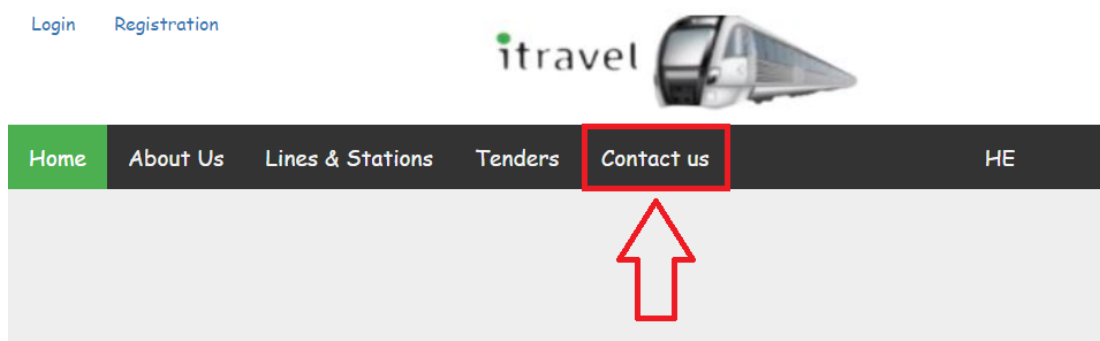 Login Registration
itravel
Home About Us Lines & Stations Tenders Contact us HE